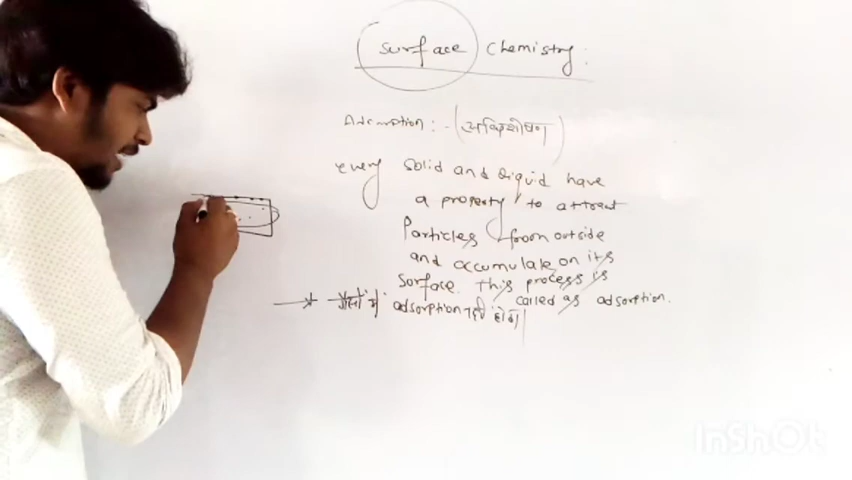 Surface Chemistry:
Adsorption: - (अधिशोषण)
every solid and liquid have
a property to attract
Particles from outside
and accumulate on its
surface. This process is
called as adsorption.
→ * गैसों में adsorption नहीं होता
InShOt